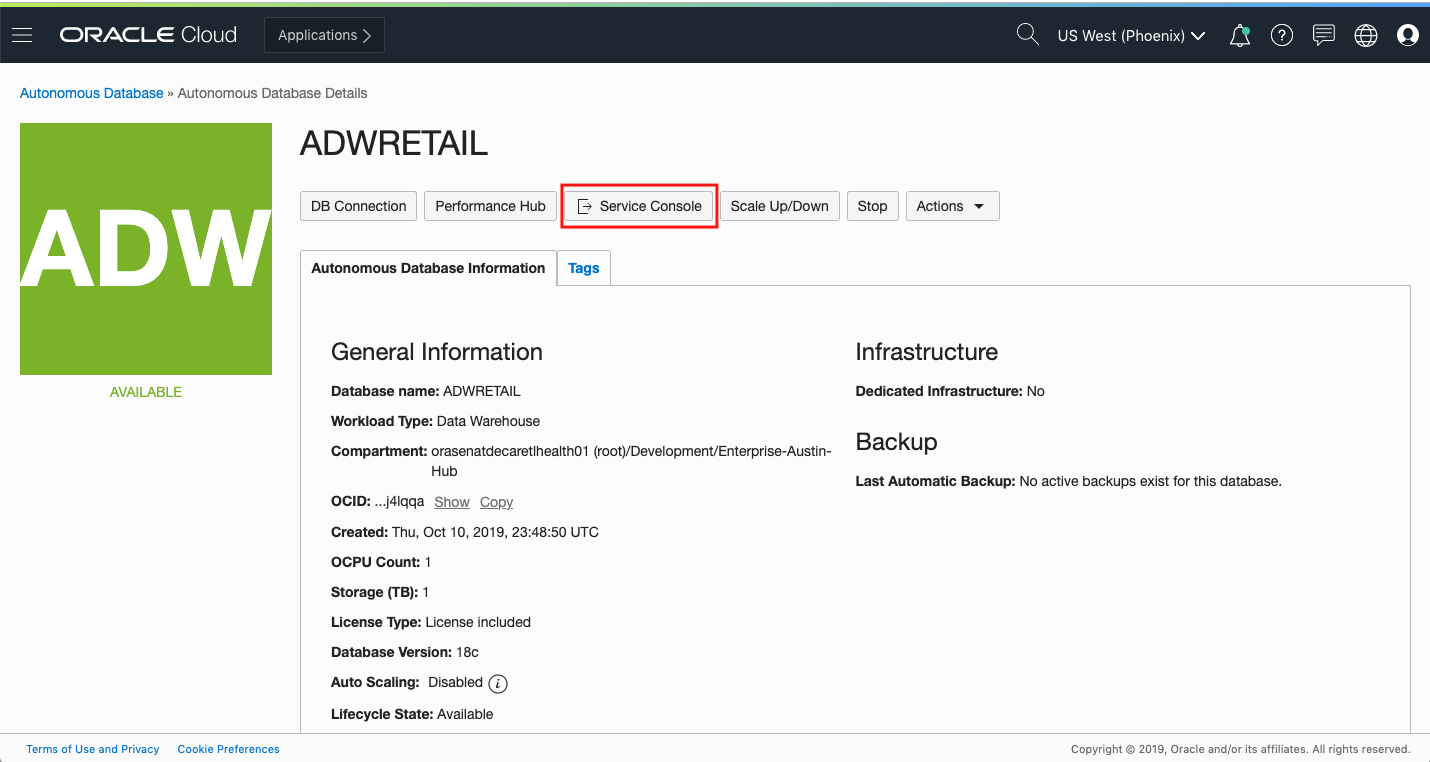 ORACLE Cloud Applications US West (Phoenix)
Autonomous Database » Autonomous Database Details
ADW
AVAILABLE
ADWRETAIL
DB Connection Performance Hub Service Console Scale Up/Down Stop Actions
Autonomous Database Information Tags
General Information
Database name: ADWRETAIL
Workload Type: Data Warehouse
Compartment: orasenatdecaretlhealth01 (root)/Development/Enterprise-Austin-
Hub
OCID: ...j4lqqa Show Copy
Created: Thu, Oct 10, 2019, 23:48:50 UTC
OCPU Count: 1
Storage (TB): 1
License Type: License included
Database Version: 18c
Auto Scaling: Disabled i
Lifecycle State: Available
Infrastructure
Dedicated Infrastructure: No
Backup
Last Automatic Backup: No active backups exist for this database.
Terms of Use and Privacy Cookie Preferences Copyright © 2019, Oracle and/or its affiliates. All rights reserved.